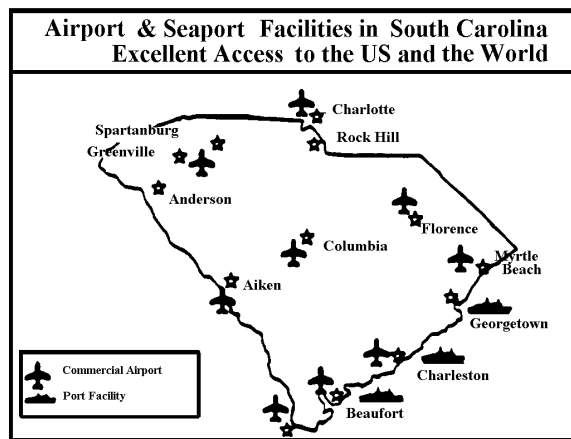 Airport & Seaport Facilities in South Carolina
Excellent Access to the US and the World
Charlotte
Spartanburg
Rock Hill
Greenville
Anderson
Florence
Columbia
Myrtle
Beach
Aiken
Georgetown
Charleston
Beaufort
Commercial Airport
Port Facility